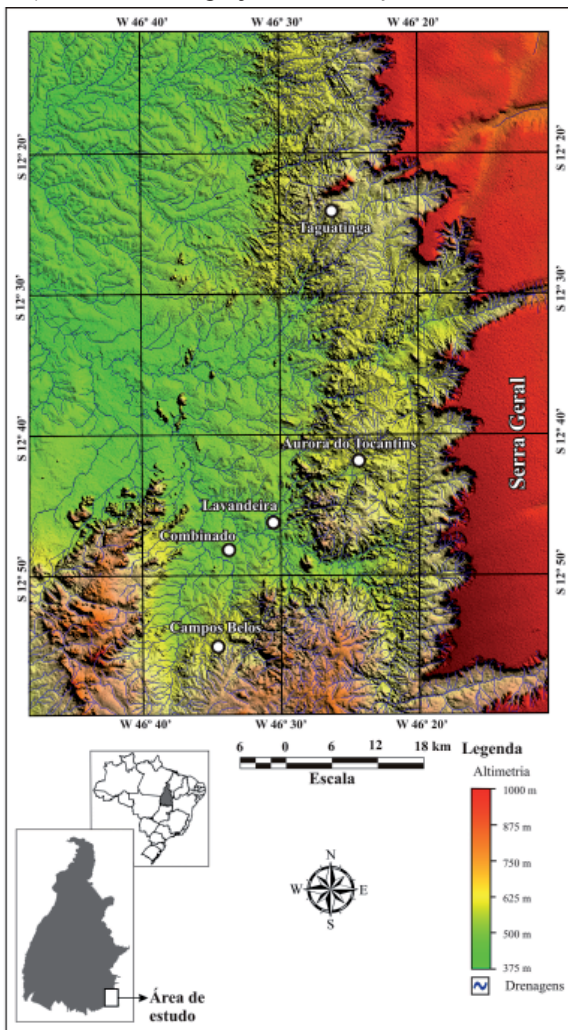 W 46° 40' W 46° 30' W 46° 20'
S 12° 20' S 12° 20'
Taguatinga
S 12° 30' S 12° 30'
Serra Geral
S 12° 40' S 12° 40'
Aurora do Tocantins
Lavandeira
Combinado
S 12° 50' S 12° 50'
Campos Belos
W 46° 40' W 46° 30' W 46° 20'
6 0 6 12 18 km
Escala
Legenda
Altimetria
1000 m
875 m
750 m
625 m
500 m
375 m
Drenagens
N
W E
S
Área de
estudo